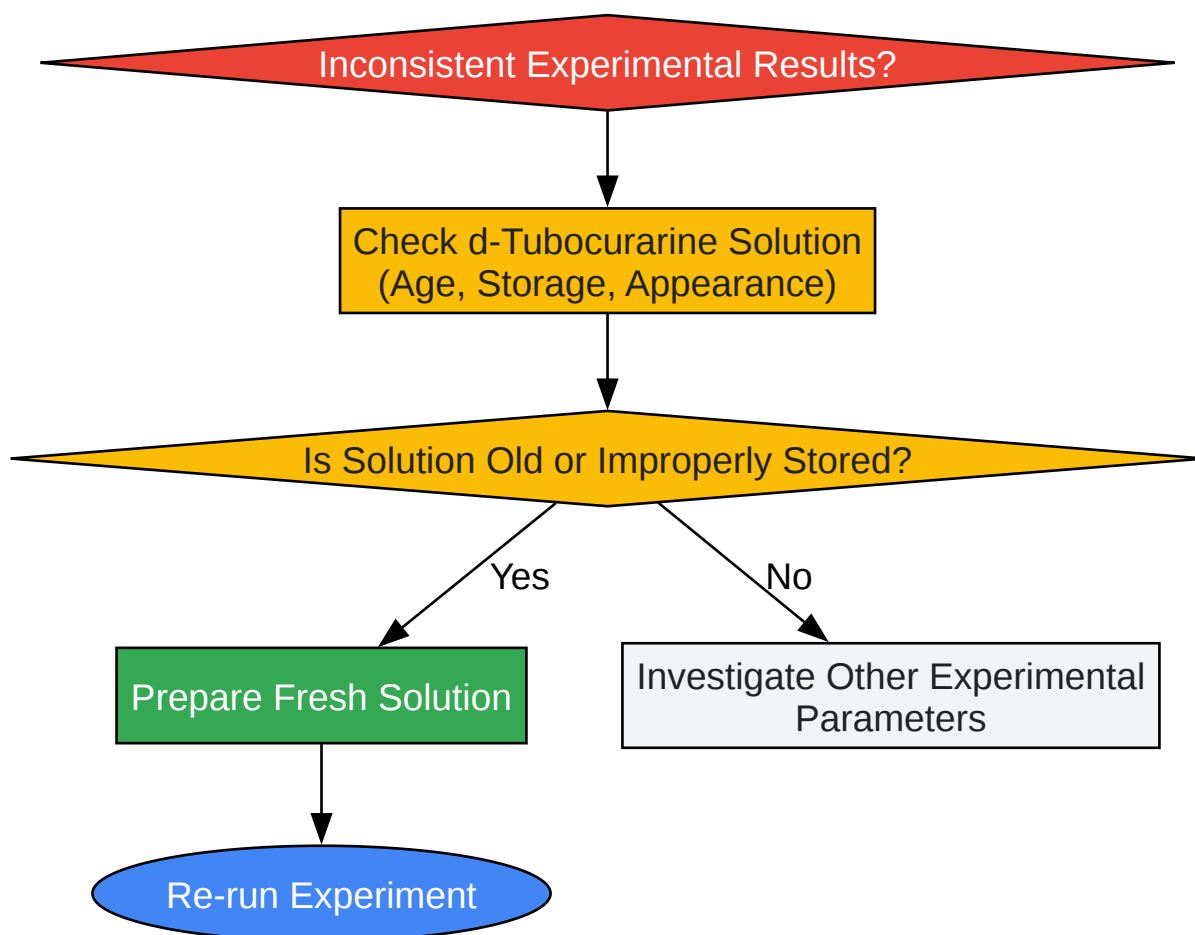 Inconsistent Experimental Results?
Check d-Tubocurarine Solution
(Age, Storage, Appearance)
Is Solution Old or Improperly Stored?
Yes
No
Prepare Fresh Solution
Investigate Other Experimental
Parameters
Re-run Experiment